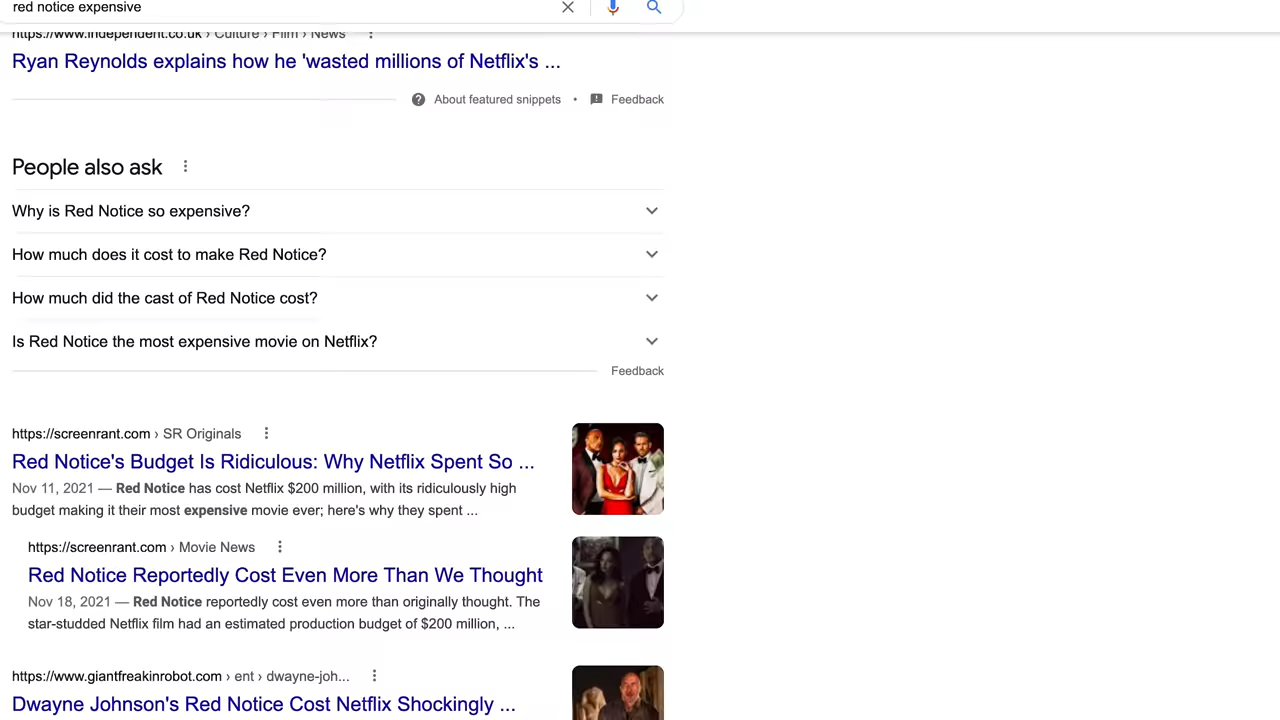 red notice expensive
https://www.independent.co.uk › Culture › Film › News
Ryan Reynolds explains how he 'wasted millions of Netflix's ...
About featured snippets • Feedback
People also ask
Why is Red Notice so expensive?
How much does it cost to make Red Notice?
How much did the cast of Red Notice cost?
Is Red Notice the most expensive movie on Netflix?
Feedback
https://screenrant.com › SR Originals
Red Notice's Budget Is Ridiculous: Why Netflix Spent So ...
Nov 11, 2021 — Red Notice has cost Netflix $200 million, with its ridiculously high
budget making it their most expensive movie ever; here's why they spent ...
https://screenrant.com › Movie News
Red Notice Reportedly Cost Even More Than We Thought
Nov 18, 2021 — Red Notice reportedly cost even more than originally thought. The
star-studded Netflix film had an estimated production budget of $200 million, ...
https://www.giantfreakinrobot.com › ent › dwayne-joh...
Dwayne Johnson's Red Notice Cost Netflix Shockingly ...